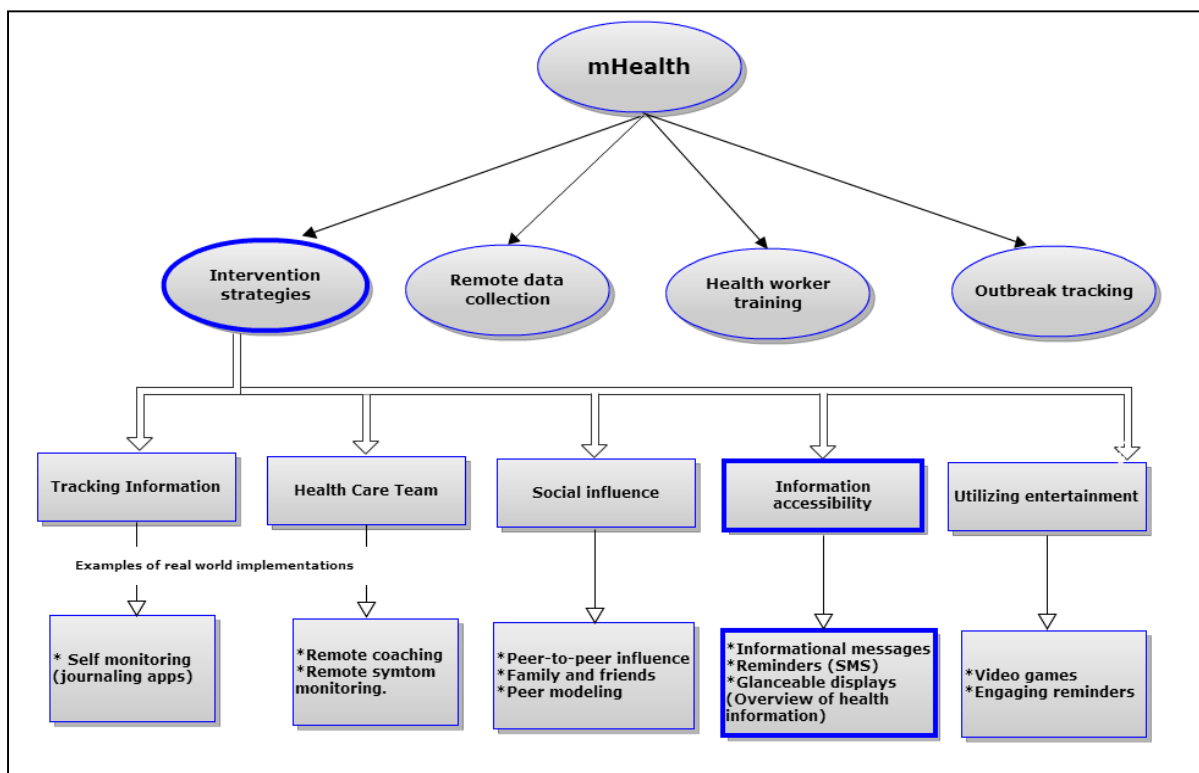 mHealth
Intervention
strategies
Remote data
collection
Health worker
training
Outbreak tracking
Tracking Information
Health Care Team
Social influence
Information
accessibility
Utilizing entertainment
Examples of real world implementations
* Self monitoring
(journaling apps)
*Remote coaching
*Remote symtom
monitoring.
*Peer-to-peer influence
*Family and friends
*Peer modeling
*Informational messages
*Reminders (SMS)
*Glanceable displays
(Overview of health
information)
*Video games
*Engaging reminders